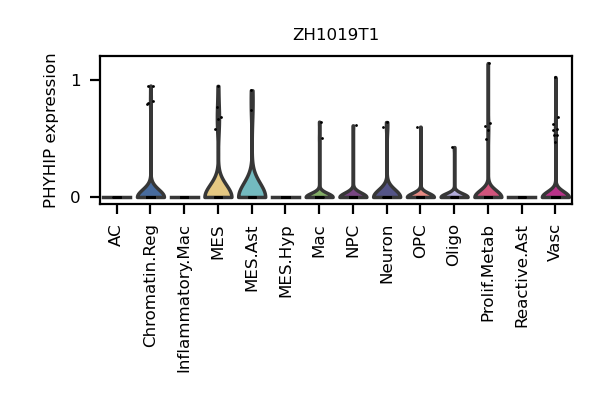 ZH1019T1
PHYHIP expression
1
0
AC
Chromatin.Reg
Inflammatory.Mac
MES
MES.Ast
MES.Hyp
Mac
NPC
Neuron
OPC
Oligo
Prolif.Metab
Reactive.Ast
Vasc